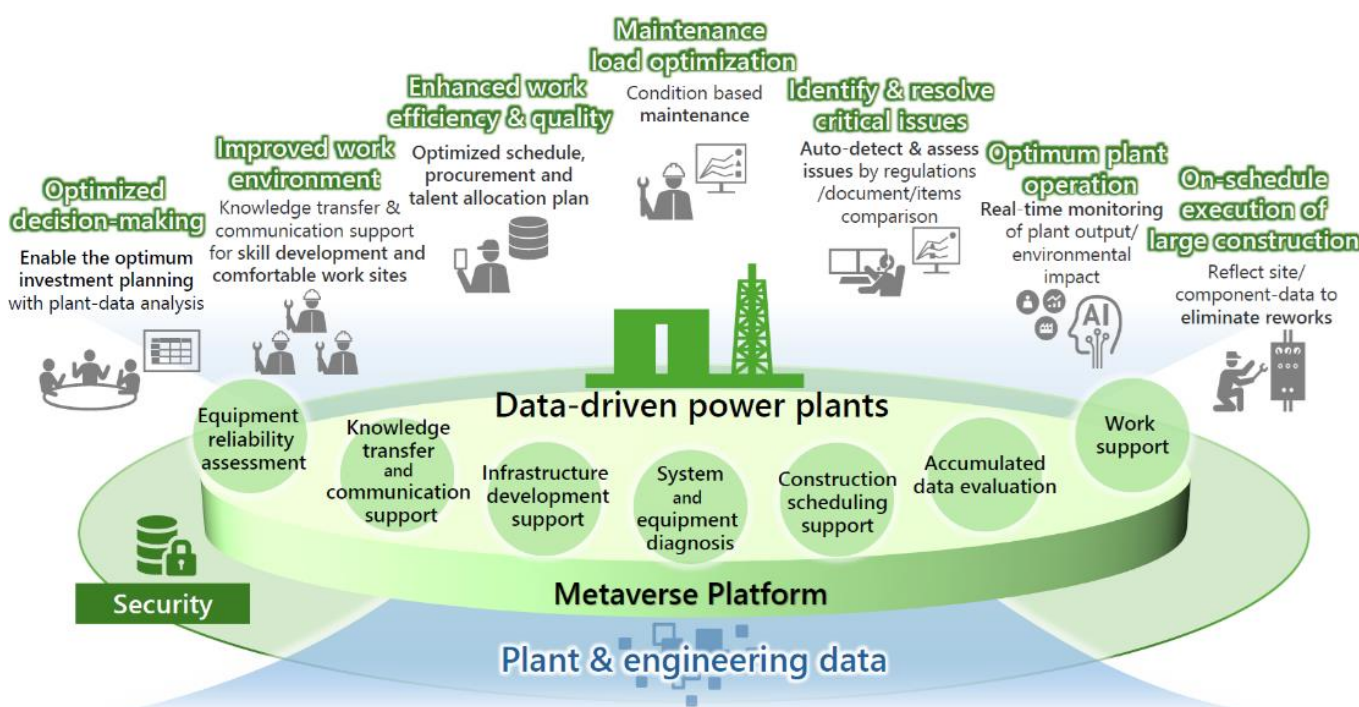 Maintenance
load optimization
Condition based
maintenance
Enhanced work
efficiency & quality
Optimized schedule,
procurement and
talent allocation plan
Identify & resolve
critical issues
Auto-detect & assess
issues by regulations
/document/items
comparison
Improved work
environment
Knowledge transfer &
communication support
for skill development and
comfortable work sites
Optimum plant
operation
Real-time monitoring
of plant output/
environmental
impact
AI
Optimized
decision-making
Enable the optimum
investment planning
with plant-data analysis
On-schedule
execution of
large construction
Reflect site/
component-data to
eliminate reworks
Data-driven power plants
Equipment
reliability
assessment
Knowledge
transfer
and
communication
support
Infrastructure
development
support
System
and
equipment
diagnosis
Construction
scheduling
support
Accumulated
data evaluation
Work
support
Security
Metaverse Platform
Plant & engineering data